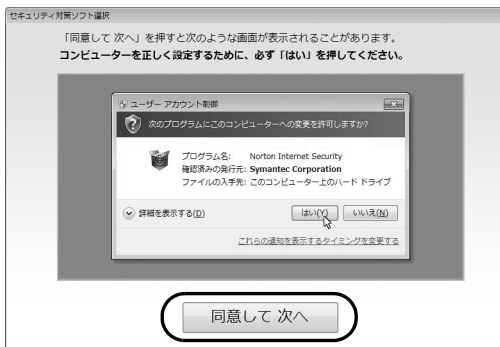 セキュリティ対策ソフト選択
「同意して 次へ」を押すと次のような画面が表示されることがあります。
コンピューターを正しく設定するために、必ず「はい」を押してください。
ユーザー アカウント制御
次のプログラムにこのコンピューターへの変更を許可しますか?
プログラム名: Norton Internet Security
確認済みの発行元: Symantec Corporation
ファイルの入手先: このコンピューター上のハード ドライブ
詳細を表示する(D) はい(Y) いいえ(N)
これらの通知を表示するタイミングを変更する
同意して 次へ